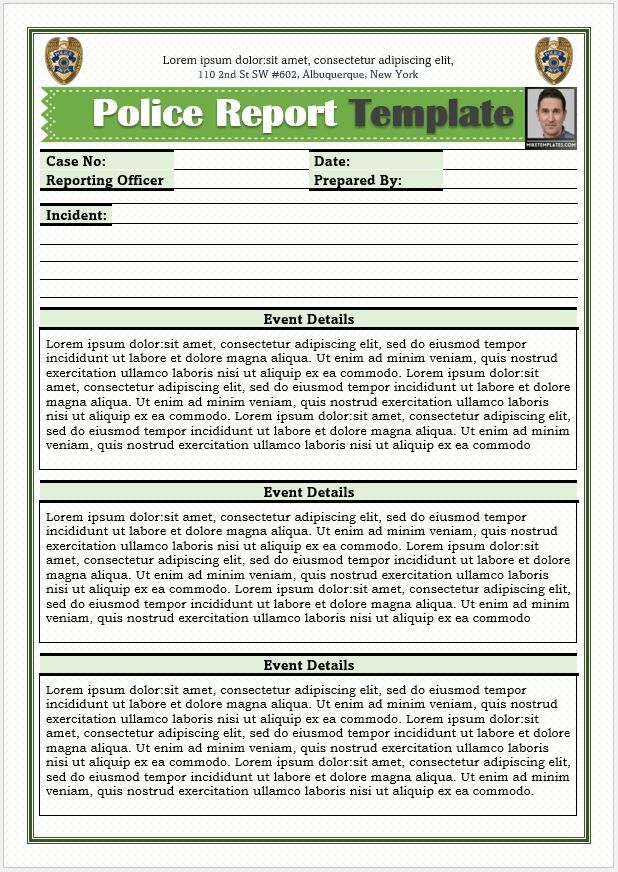 Lorem ipsum dolor:sit amet, consectetur adipiscing elit,
110 2nd St SW #602, Albuquerque, New York
Police Report Template
MIKETEMPLATES.COM
Case No: Date:
Reporting Officer Prepared By:
Incident:
Event Details
Lorem ipsum dolor:sit amet, consectetur adipiscing elit, sed do eiusmod tempor
incididunt ut labore et dolore magna aliqua. Ut enim ad minim veniam, quis nostrud
exercitation ullamco laboris nisi ut aliquip ex ea commodo.Lorem ipsum dolor:sit
amet, consectetur adipiscing elit, sed do eiusmod tempor incididunt ut labore et dolore
magna aliqua. Ut enim ad minim veniam, quis nostrud exercitation ullamco laboris
nisi ut aliquip ex ea commodo. Lorem ipsum dolor:sit amet, consectetur adipiscing elit,
sed do eiusmod tempor incididunt ut labore et dolore magna aliqua. Ut enim ad minim
veniam, quis nostrud exercitation ullamco laboris nisi ut aliquip ex ea commodo
Event Details
Lorem ipsum dolor:sit amet, consectetur adipiscing elit, sed do eiusmod tempor
incididunt ut labore et dolore magna aliqua. Ut enim ad minim veniam, quis nostrud
exercitation ullamco laboris nisi ut aliquip ex ea commodo.Lorem ipsum dolor:sit
amet, consectetur adipiscing elit, sed do eiusmod tempor incididunt ut labore et dolore
magna aliqua. Ut enim ad minim veniam, quis nostrud exercitation ullamco laboris
nisi ut aliquip ex ea commodo. Lorem ipsum dolor:sit amet, consectetur adipiscing elit,
sed do eiusmod tempor incididunt ut labore et dolore magna aliqua. Ut enim ad minim
veniam, quis nostrud exercitation ullamco laboris nisi ut aliquip ex ea commodo
Event Details
Lorem ipsum dolor:sit amet, consectetur adipiscing elit, sed do eiusmod tempor
incididunt ut labore et dolore magna aliqua. Ut enim ad minim veniam, quis nostrud
exercitation ullamco laboris nisi ut aliquip ex ea commodo.Lorem ipsum dolor:sit
amet, consectetur adipiscing elit, sed do eiusmod tempor incididunt ut labore et dolore
magna aliqua. Ut enim ad minim veniam, quis nostrud exercitation ullamco laboris
nisi ut aliquip ex ea commodo. Lorem ipsum dolor:sit amet, consectetur adipiscing elit,
sed do eiusmod tempor incididunt ut labore et dolore magna aliqua. Ut enim ad minim
veniam, quis nostrud exercitation ullamco laboris nisi ut aliquip ex ea commodo.